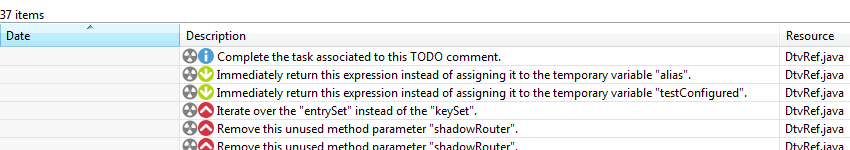 37 items
Date Description Resource
Complete the task associated to this TODO comment. DtvRef.java
Immediately return this expression instead of assigning it to the temporary variable "alias". DtvRef.java
Immediately return this expression instead of assigning it to the temporary variable "testConfigured". DtvRef.java
Iterate over the "entrySet" instead of the "keySet". DtvRef.java
Remove this unused method parameter "shadowRouter". DtvRef.java
Remove this unused method parameter "shadowRouter". DtvRef.java